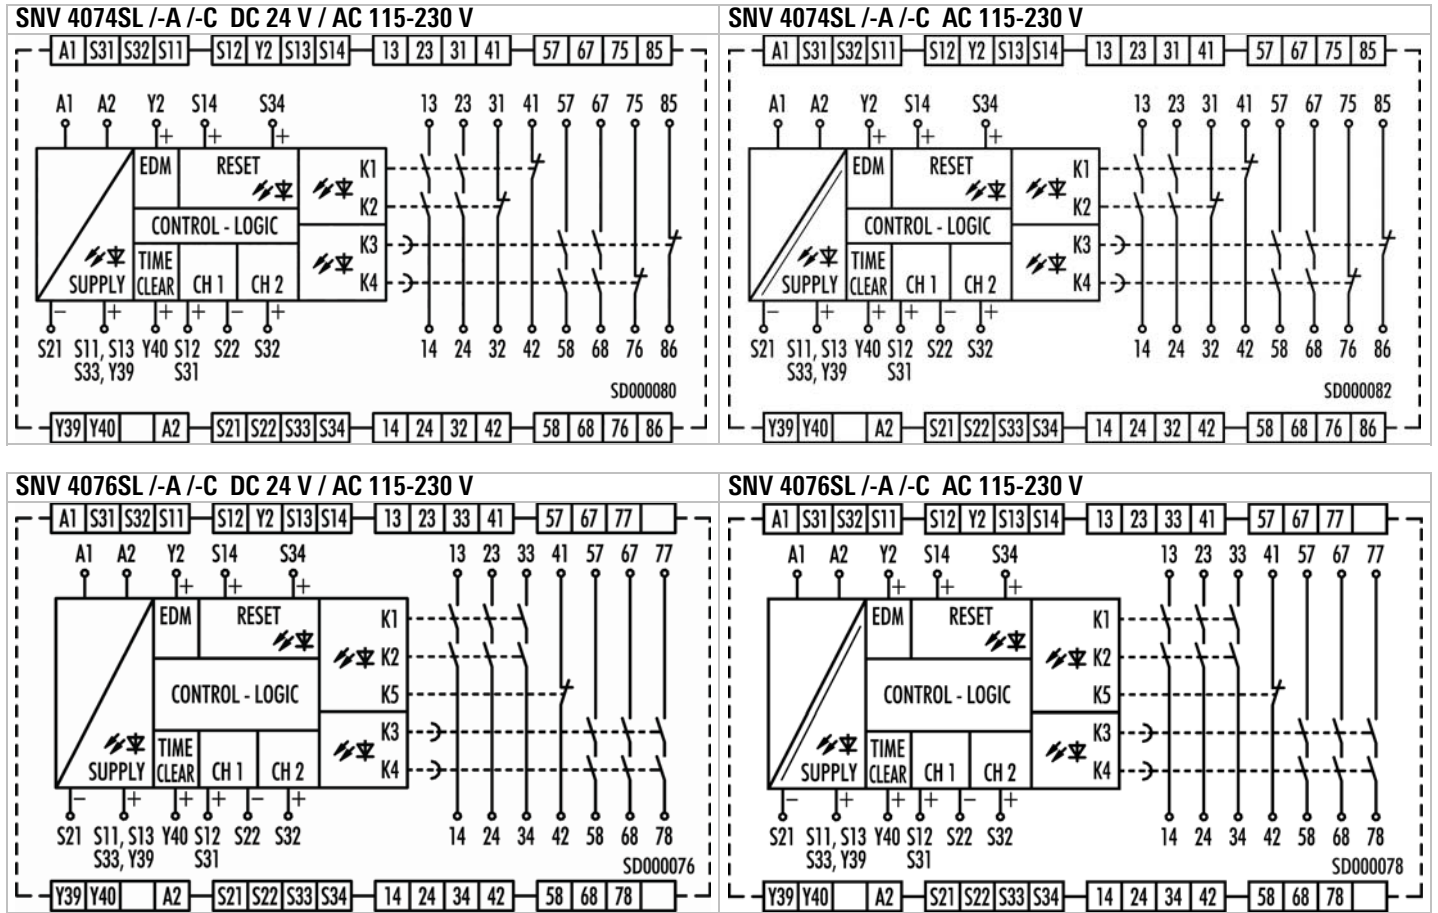 SNV 4074SL /-A /-C DC 24 V / AC 115-230 V
A1 S31 S32 S11 S12 Y2 S13 S14 13 23 31 41 57 67 75 85
A1 A2 Y2 S14 S34 13 23 31 41 57 67 75 85
+ + +
EDM RESET K1
K2
CONTROL - LOGIC
K3
TIME
SUPPLY CLEAR CH 1 CH 2 K4
− + + + − +
S21 S11, S13 Y40 S12 S22 S32 14 24 32 42 58 68 76 86
S33, Y39 S31
SD000080
Y39 Y40 A2 S21 S22 S33 S34 14 24 32 42 58 68 76 86
SNV 4074SL /-A /-C AC 115-230 V
A1 S31 S32 S11 S12 Y2 S13 S14 13 23 31 41 57 67 75 85
A1 A2 Y2 S14 S34 13 23 31 41 57 67 75 85
+ + +
EDM RESET K1
K2
CONTROL - LOGIC
K3
TIME
SUPPLY CLEAR CH 1 CH 2 K4
− + + + − +
S21 S11, S13 Y40 S12 S22 S32 14 24 32 42 58 68 76 86
S33, Y39 S31
SD000082
Y39 Y40 A2 S21 S22 S33 S34 14 24 32 42 58 68 76 86
SNV 4076SL /-A /-C DC 24 V / AC 115-230 V
A1 S31 S32 S11 S12 Y2 S13 S14 13 23 33 41 57 67 77
A1 A2 Y2 S14 S34 13 23 33 41 57 67 77
+ + +
EDM RESET K1
K2
CONTROL - LOGIC K5
K3
TIME
SUPPLY CLEAR CH 1 CH 2 K4
− + + + − +
S21 S11, S13 Y40 S12 S22 S32 14 24 34 42 58 68 78
S33, Y39 S31
SD000076
Y39 Y40 A2 S21 S22 S33 S34 14 24 34 42 58 68 78
SNV 4076SL /-A /-C AC 115-230 V
A1 S31 S32 S11 S12 Y2 S13 S14 13 23 33 41 57 67 77
A1 A2 Y2 S14 S34 13 23 33 41 57 67 77
+ + +
EDM RESET K1
K2
CONTROL - LOGIC K5
K3
TIME
SUPPLY CLEAR CH 1 CH 2 K4
− + + + − +
S21 S11, S13 Y40 S12 S22 S32 14 24 34 42 58 68 78
S33, Y39 S31
SD000078
Y39 Y40 A2 S21 S22 S33 S34 14 24 34 42 58 68 78